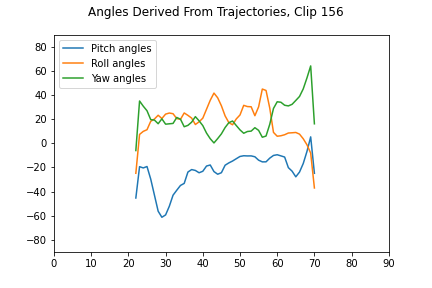 Angles Derived From Trajectories, Clip 156
80
60
40
20
0
−20
−40
−60
−80
Pitch angles
Roll angles
Yaw angles
0 10 20 30 40 50 60 70 80 90